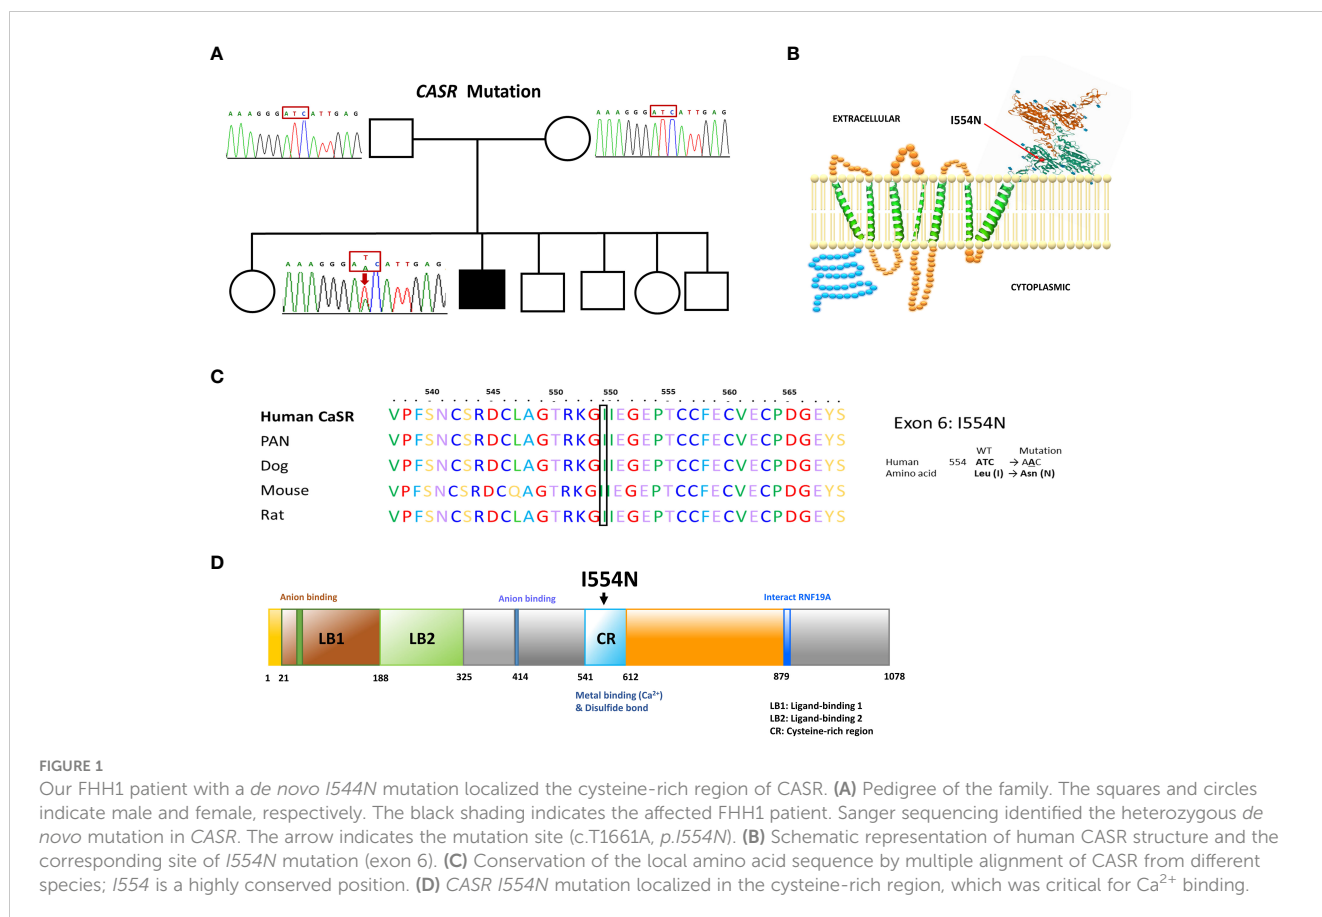 A
B
CASR Mutation
A A A G G G A T C A T T G A G
A A A G G G A T C A T T G A G
EXTRACELLULAR
I554N
T
A A A G G G A C A T T G A G
A
CYTOPLASMIC
C
540 545 550 550 555 560 565
Human CaSR VPFSNCSRDCLAGTRKGIIEGEPTCCFECVECPDGEYS
PAN VPFSNCSRDCLAGTRKGIIEGEPTCCFECVECPDGEYS
Dog VPFSNCSRDCLAGTRKGIIEGEPTCCFECVECPDGEYS
Mouse VPFSNCSRDCQAGTRKGIIEGEPTCCFECVECPDGEYS
Rat VPFSNCSRDCLAGTRKGIIEGEPTCCFECVECPDGEYS
Exon 6: I554N
WT Mutation
Human 554 ATC → AAC
Amino acid Leu (I) → Asn (N)
D
I554N
Anion binding Anion binding Interact RNF19A
LB1 LB2 CR
1 21 188 325 414 541 612 879 1078
Metal binding (Ca²⁺)
& Disulfide bond
LB1: Ligand-binding 1
LB2: Ligand-binding 2
CR: Cysteine-rich region
FIGURE 1
Our FHH1 patient with a de novo I544N mutation localized the cysteine-rich region of CASR. (A) Pedigree of the family. The squares and circles
indicate male and female, respectively. The black shading indicates the affected FHH1 patient. Sanger sequencing identified the heterozygous de
novo mutation in CASR. The arrow indicates the mutation site (c.T1661A, p.I554N). (B) Schematic representation of human CASR structure and the
corresponding site of I554N mutation (exon 6). (C) Conservation of the local amino acid sequence by multiple alignment of CASR from different
species; I554 is a highly conserved position. (D) CASR I554N mutation localized in the cysteine-rich region, which was critical for Ca²⁺ binding.